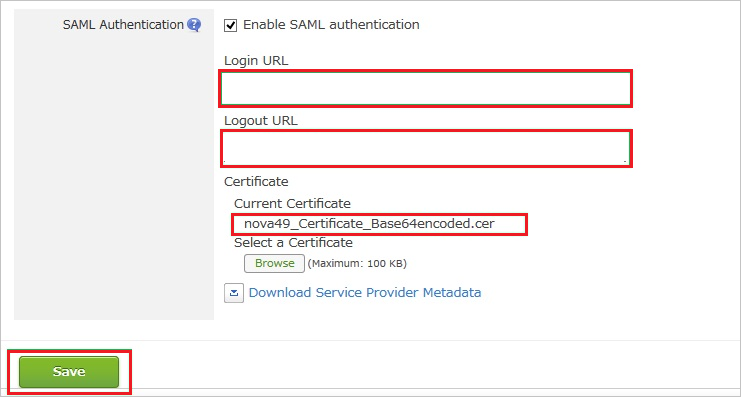 SAML Authentication ?
Enable SAML authentication
Login URL
Logout URL
Certificate
Current Certificate
nova49_Certificate_Base64encoded.cer
Select a Certificate
Browse (Maximum: 100 KB)
Download Service Provider Metadata
Save